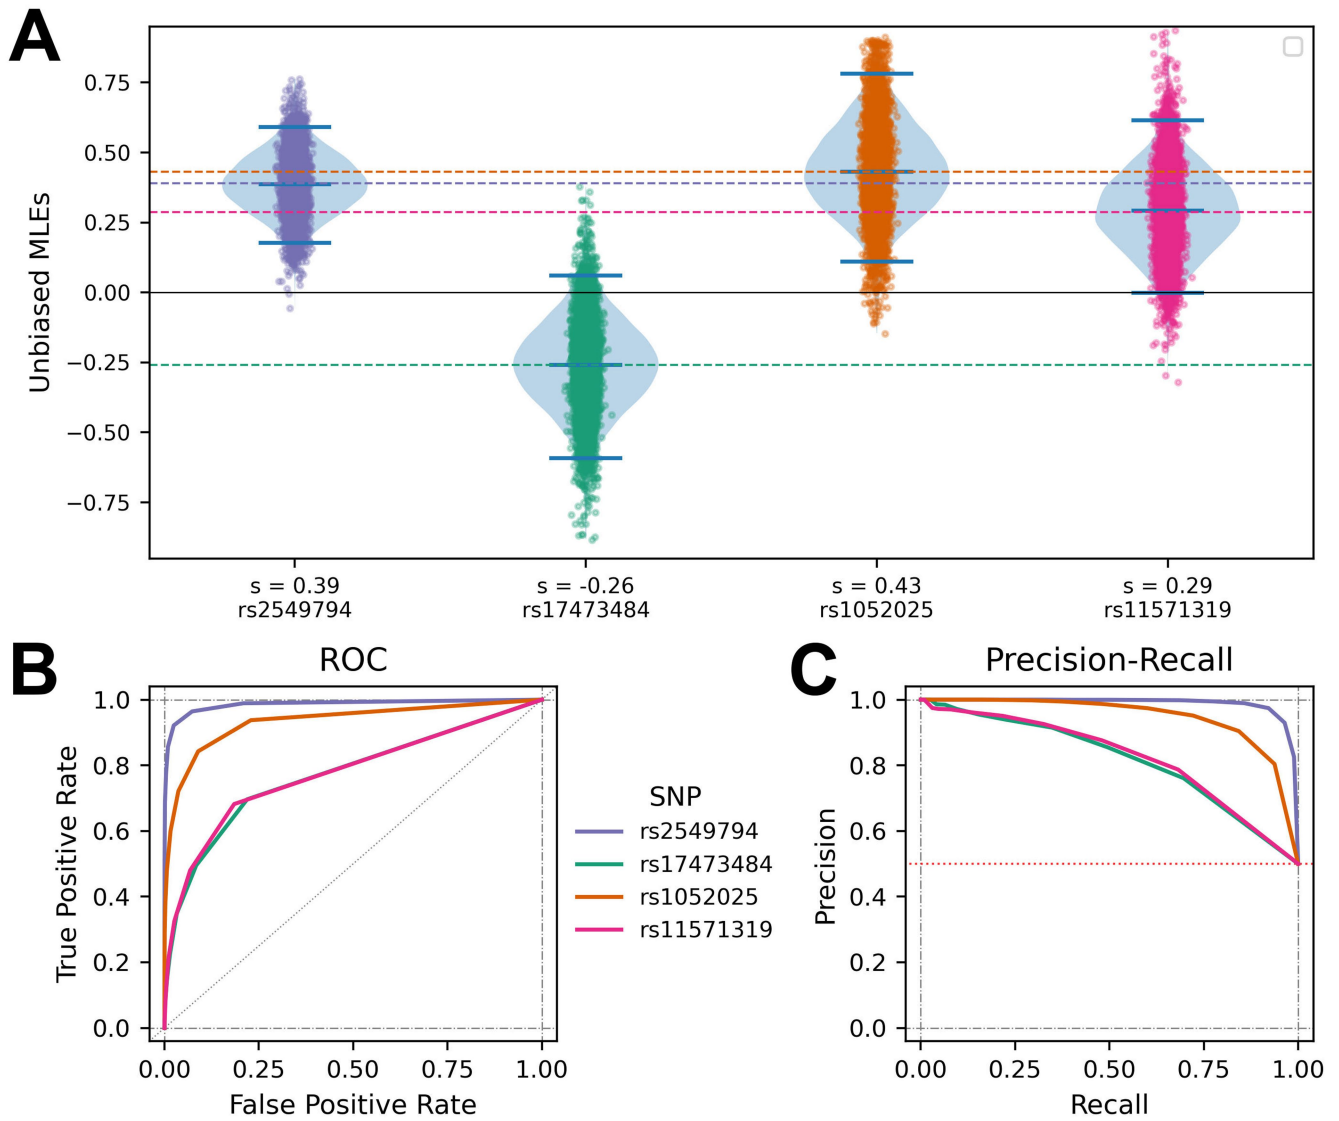 A
Unbiased MLEs
0.75
0.50
0.25
0.00
−0.25
−0.50
−0.75
s = 0.39
rs2549794
s = -0.26
rs17473484
s = 0.43
rs1052025
s = 0.29
rs11571319
B
ROC
True Positive Rate
1.0
0.8
0.6
0.4
0.2
0.0
0.00 0.25 0.50 0.75 1.00
False Positive Rate
SNP
rs2549794
rs17473484
rs1052025
rs11571319
C
Precision-Recall
Precision
1.0
0.8
0.6
0.4
0.2
0.0
0.00 0.25 0.50 0.75 1.00
Recall